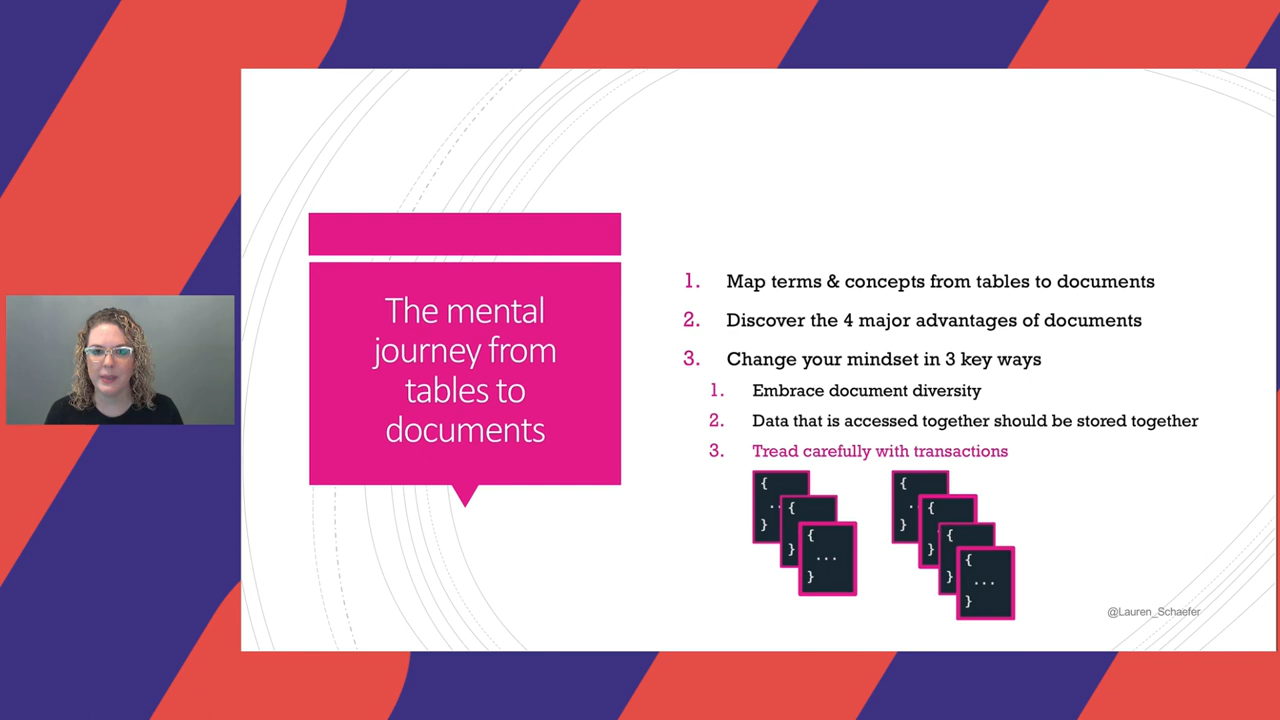 The mental
journey from
tables to
documents
1. Map terms & concepts from tables to documents
2. Discover the 4 major advantages of documents
3. Change your mindset in 3 key ways
1. Embrace document diversity
2. Data that is accessed together should be stored together
3. Tread carefully with transactions
{
..
}
{
}
{
...
}
{
.
}
{
}
{
}
{
...
}
@Lauren_Schaefer